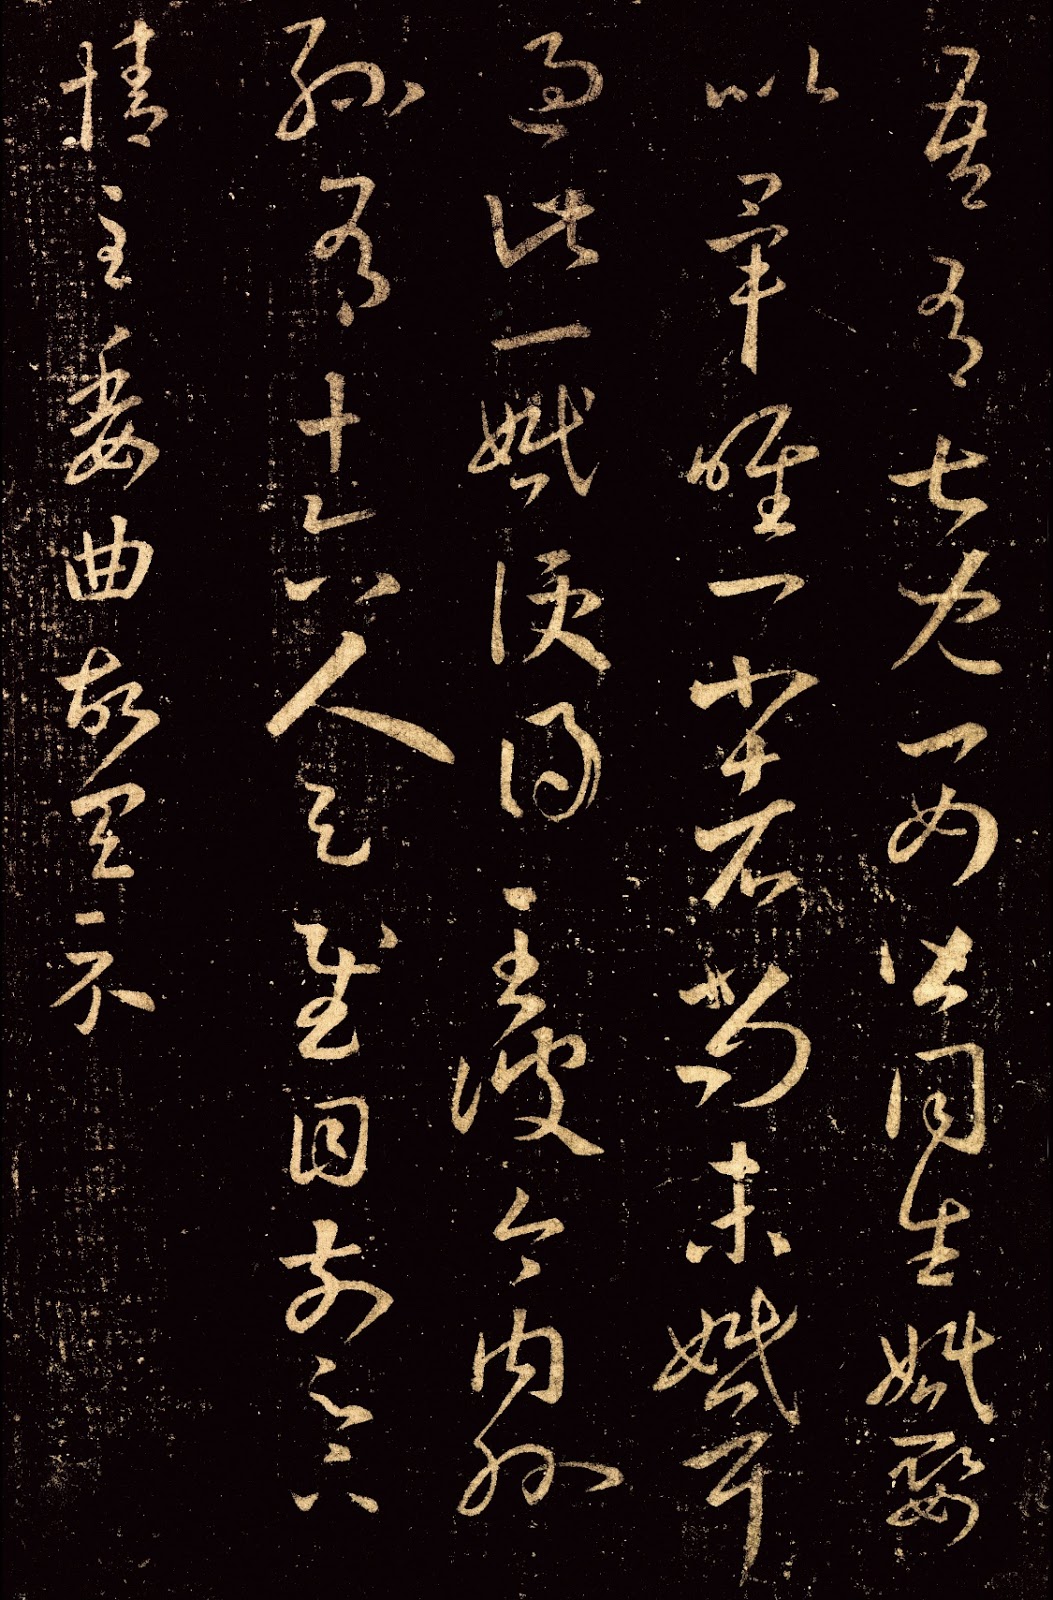 吾有七兒一女皆同生婚娶
以畢唯一小者尚未婚耳
過此一婚便得至彼今內外
孫有十六人足慰目前足下
情至委曲故具示